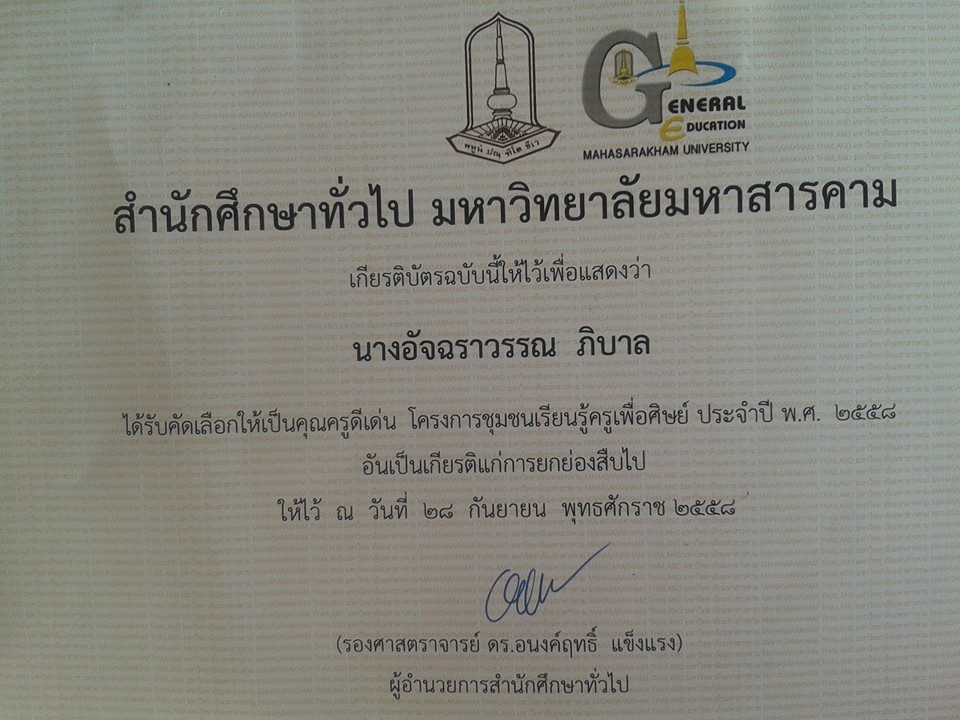 พหูนํ ปณฺฑิโต ชิเว
GENERAL
EDUCATION
MAHASARAKHAM UNIVERSITY
สำนักศึกษาทั่วไป มหาวิทยาลัยมหาสารคาม
เกียรติบัตรฉบับนี้ให้ไว้เพื่อแสดงว่า
นางอัจฉราวรรณ ภิบาล
ได้รับคัดเลือกให้เป็นคุณครูดีเด่น โครงการชุมชนเรียนรู้ครูเพื่อศิษย์ ประจำปี พ.ศ. ๒๕๕๘
อันเป็นเกียรติแก่การยกย่องสืบไป
ให้ไว้ ณ วันที่ ๒๘ กันยายน พุทธศักราช ๒๕๕๘
(รองศาสตราจารย์ ดร.อนงค์ฤทธิ์ แข็งแรง)
ผู้อำนวยการสำนักศึกษาทั่วไป